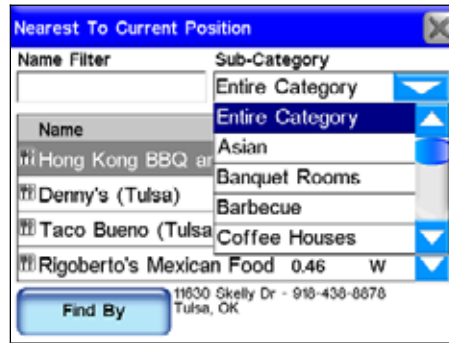 Nearest To Current Position
Name Filter
Sub-Category
Entire Category
Entire Category
Asian
Banquet Rooms
Barbecue
Coffee Houses
Name
Hong Kong BBQ ar
Denny's (Tulsa)
Taco Bueno (Tulsa
Rigoberto's Mexican Food 0.46 W
Find By
11630 Skelly Dr - 918-438-8878
Tulsa, OK